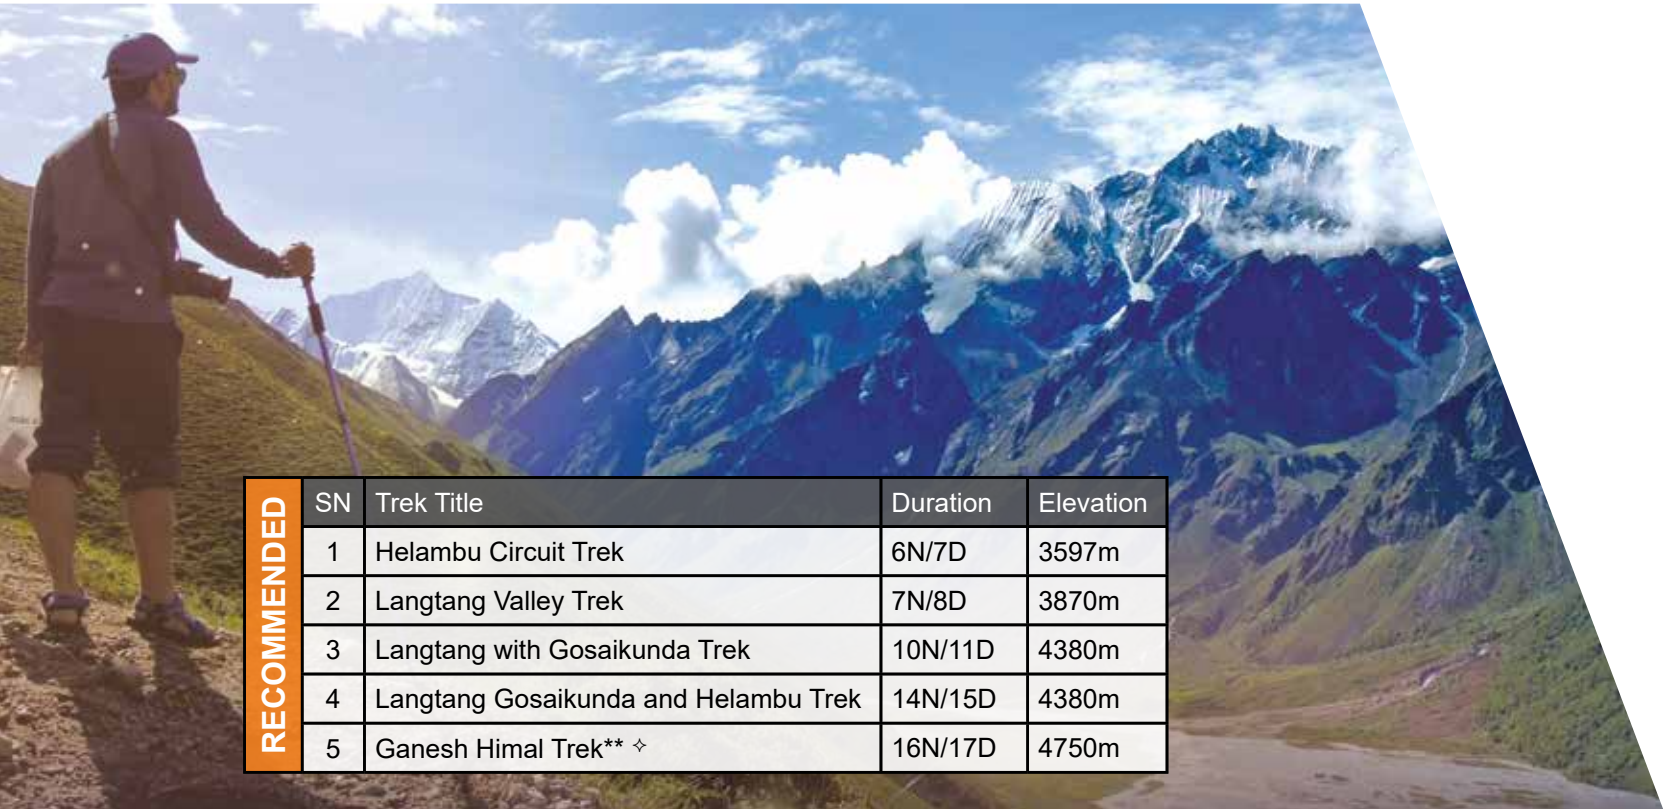 RECOMMENDED
SN Trek Title Duration Elevation
1 Helambu Circuit Trek 6N/7D 3597m
2 Langtang Valley Trek 7N/8D 3870m
3 Langtang with Gosaikunda Trek 10N/11D 4380m
4 Langtang Gosaikunda and Helambu Trek 14N/15D 4380m
5 Ganesh Himal Trek** ✧ 16N/17D 4750m